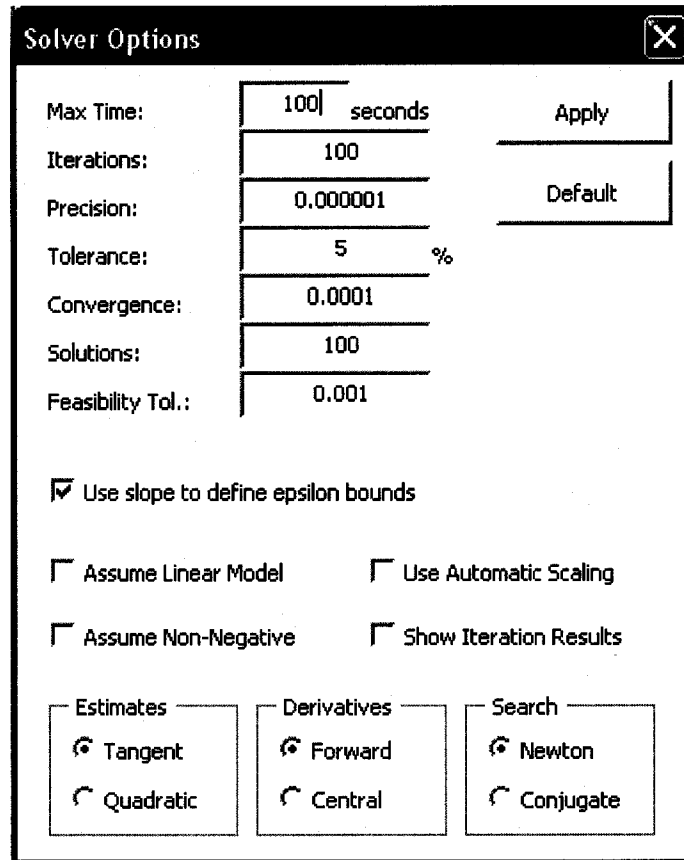 Solver Options
Max Time: 100 seconds
Apply
Iterations: 100
Precision: 0.000001
Default
Tolerance: 5 %
Convergence: 0.0001
Solutions: 100
Feasibility Tol.: 0.001
Use slope to define epsilon bounds
Assume Linear Model Use Automatic Scaling
Assume Non-Negative Show Iteration Results
Estimates Derivatives Search
Tangent Forward Newton
Quadratic Central Conjugate